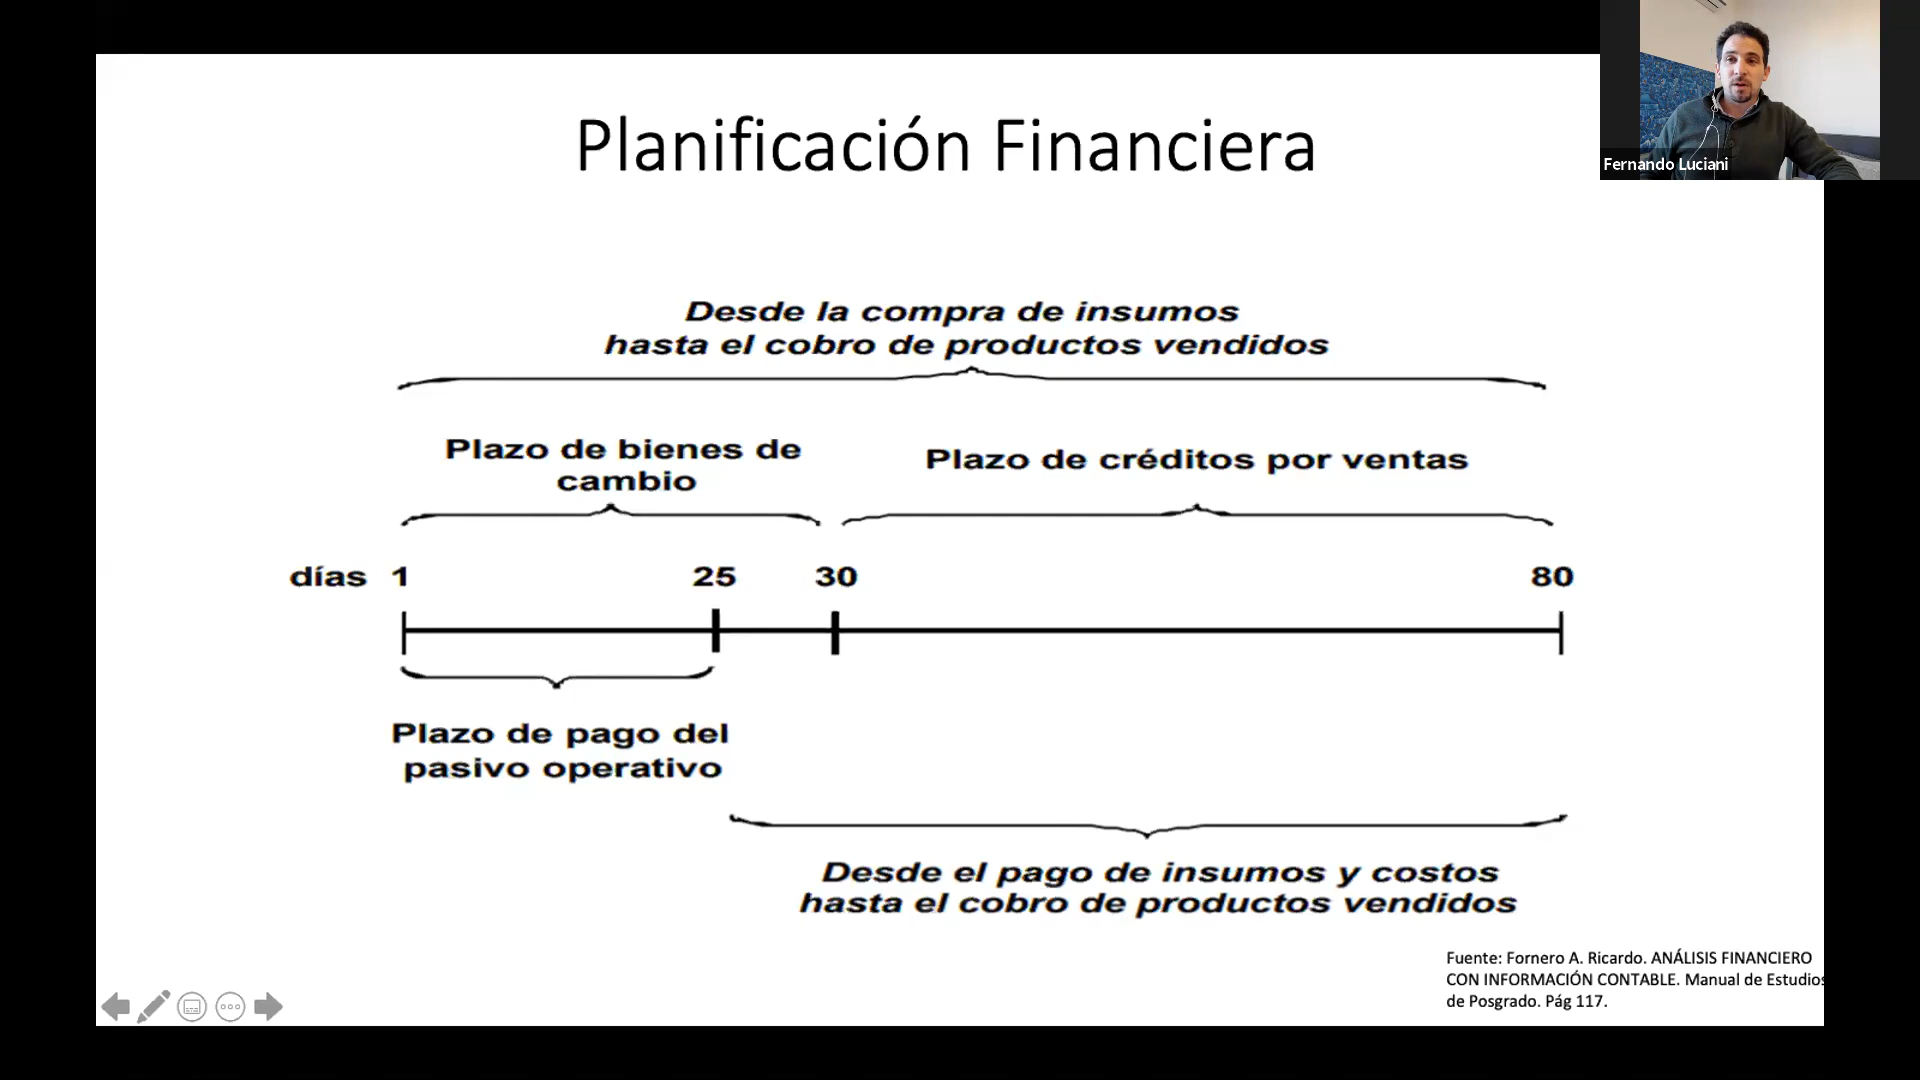 Planificación Financiera
Fernando Luciani
Desde la compra de insumos
hasta el cobro de productos vendidos
Plazo de bienes de
cambio
Plazo de créditos por ventas
días 1 25 30 80
Plazo de pago del
pasivo operativo
Desde el pago de insumos y costos
hasta el cobro de productos vendidos
Fuente: Fornero A. Ricardo. ANÁLISIS FINANCIERO
CON INFORMACIÓN CONTABLE. Manual de Estudios
de Posgrado. Pág 117.